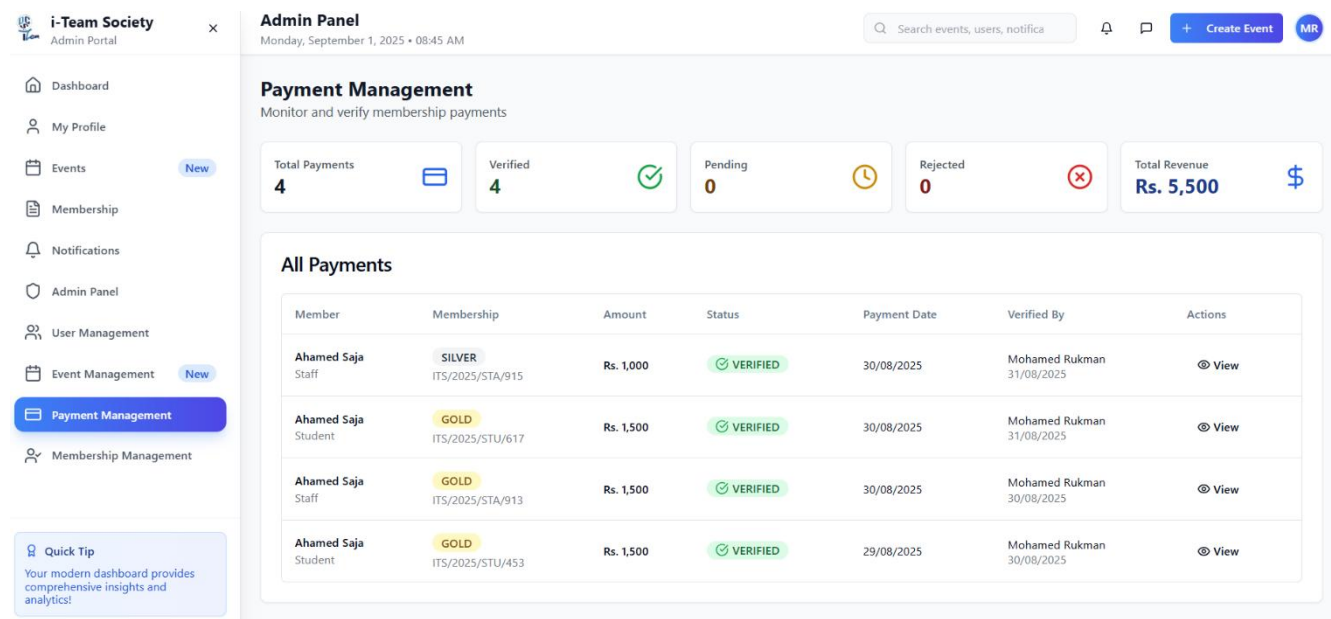 i-Team Society
Admin Portal
Dashboard
My Profile
Events New
Membership
Notifications
Admin Panel
User Management
Event Management New
Payment Management
Membership Management
Quick Tip
Your modern dashboard provides
comprehensive insights and
analytics!
Admin Panel
Monday, September 1, 2025 • 08:45 AM
Search events, users, notifica
+ Create Event
MR
Payment Management
Monitor and verify membership payments
Total Payments
4
Verified
4
Pending
0
Rejected
0
Total Revenue
Rs. 5,500
All Payments
Member Membership Amount Status Payment Date Verified By Actions
Ahamed Saja SILVER Rs. 1,000 VERIFIED 30/08/2025 Mohamed Rukman View
Staff ITS/2025/STA/915 31/08/2025
Ahamed Saja GOLD Rs. 1,500 VERIFIED 30/08/2025 Mohamed Rukman View
Student ITS/2025/STU/617 31/08/2025
Ahamed Saja GOLD Rs. 1,500 VERIFIED 30/08/2025 Mohamed Rukman View
Staff ITS/2025/STA/913 30/08/2025
Ahamed Saja GOLD Rs. 1,500 VERIFIED 29/08/2025 Mohamed Rukman View
Student ITS/2025/STU/453 30/08/2025